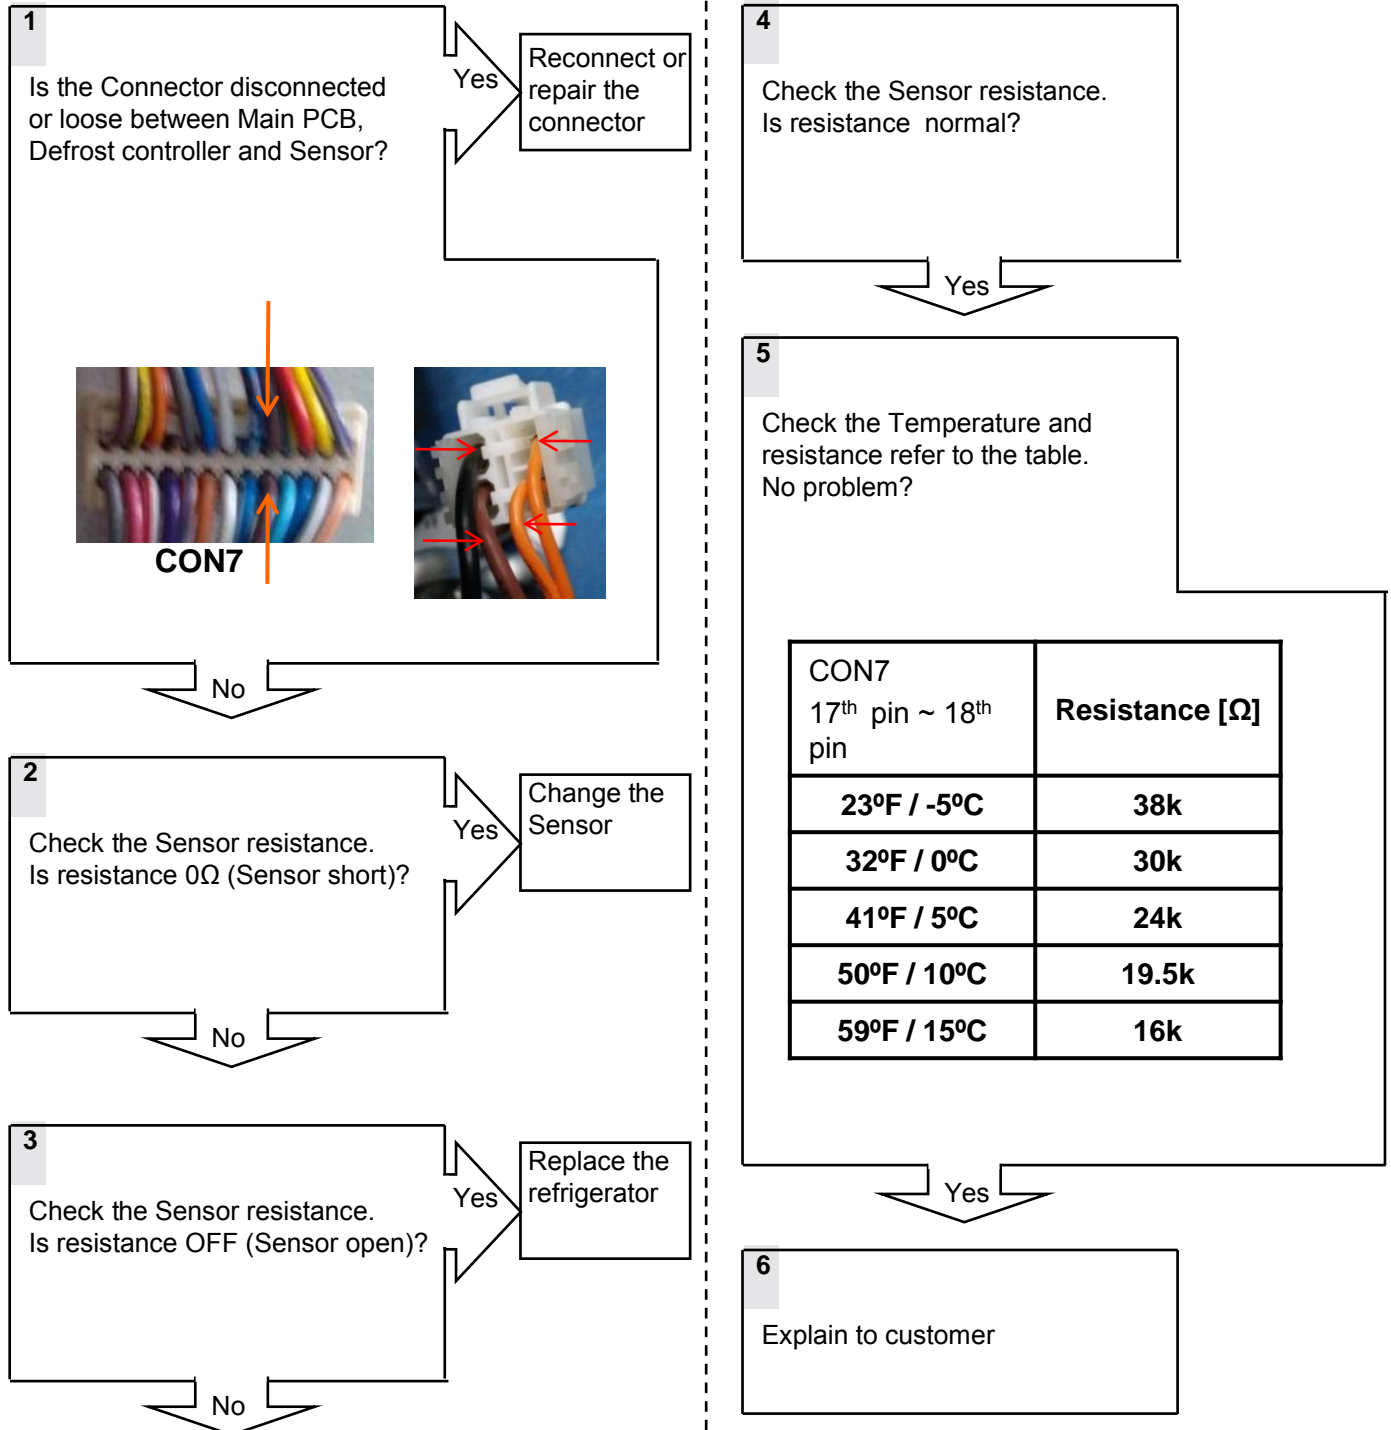 1
Is the Connector disconnected
or loose between Main PCB,
Defrost controller and Sensor?
Yes
Reconnect or
repair the
connector
CON7
No
2
Check the Sensor resistance.
Is resistance 0Ω (Sensor short)?
Yes
Change the
Sensor
No
3
Check the Sensor resistance.
Is resistance OFF (Sensor open)?
Yes
Replace the
refrigerator
No
4
Check the Sensor resistance.
Is resistance normal?
Yes
5
Check the Temperature and
resistance refer to the table.
No problem?
CON7
17th pin ~ 18th
pin
Resistance [Ω]
23ºF / -5ºC 38k
32ºF / 0ºC 30k
41ºF / 5ºC 24k
50ºF / 10ºC 19.5k
59ºF / 15ºC 16k
Yes
6
Explain to customer